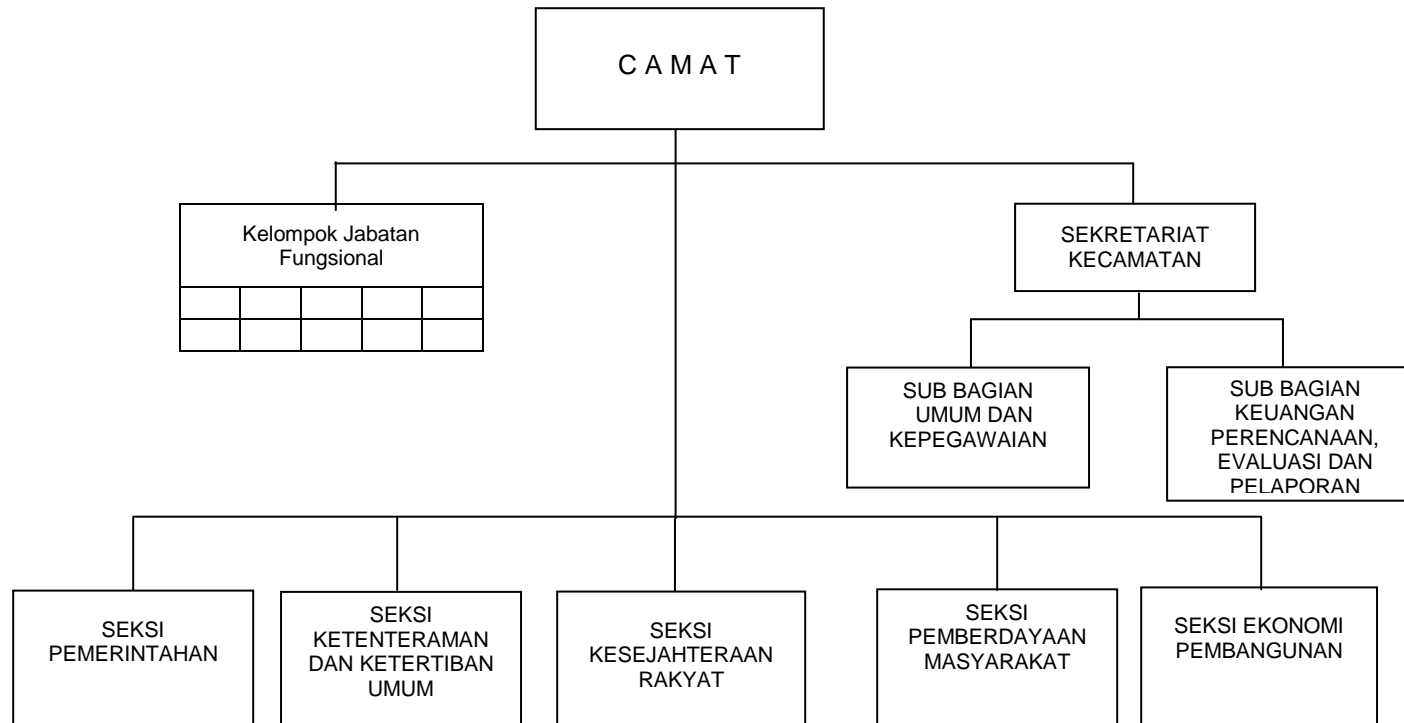 C A M A T
Kelompok Jabatan
Fungsional
SEKRETARIAT
KECAMATAN
SUB BAGIAN
UMUM DAN
KEPEGAWAIAN
SUB BAGIAN
KEUANGAN
PERENCANAAN,
EVALUASI DAN
PELAPORAN
SEKSI
PEMERINTAHAN
SEKSI
KETENTERAMAN
DAN KETERTIBAN
UMUM
SEKSI
KESEJAHTERAAN
RAKYAT
SEKSI
PEMBERDAYAAN
MASYARAKAT
SEKSI EKONOMI
PEMBANGUNAN